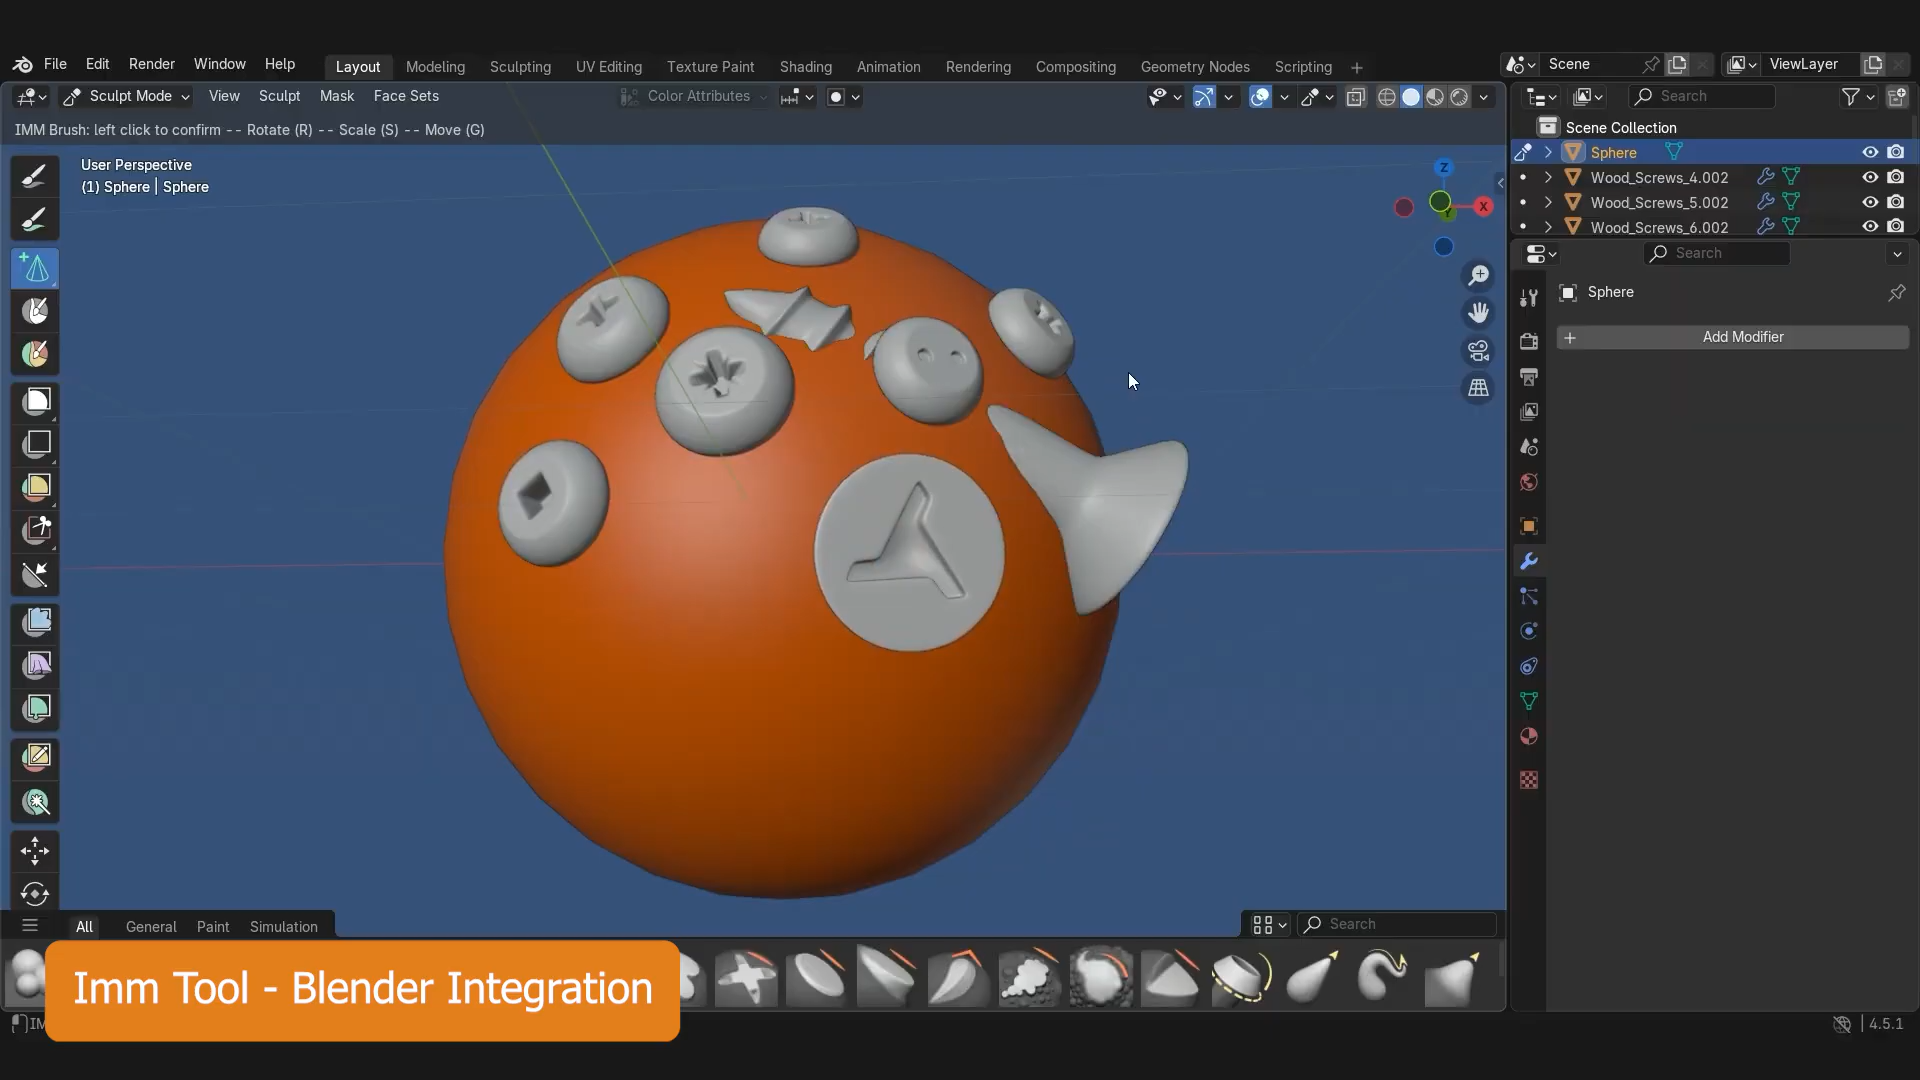 File Edit Render Window Help Layout Modeling Sculpting UV Editing Texture Paint Shading Animation Rendering Compositing Geometry Nodes Scripting + Scene ViewLayer
Sculpt Mode View Sculpt Mask Face Sets Color Attributes Search
IMM Brush: left click to confirm -- Rotate (R) -- Scale (S) -- Move (G)
Scene Collection
User Perspective
(1) Sphere | Sphere
Z
X
Y
Sphere
Wood_Screws_4.002
Wood_Screws_5.002
Wood_Screws_6.002
Search
Sphere
+ Add Modifier
All General Paint Simulation Search
Imm Tool - Blender Integration
4.5.1